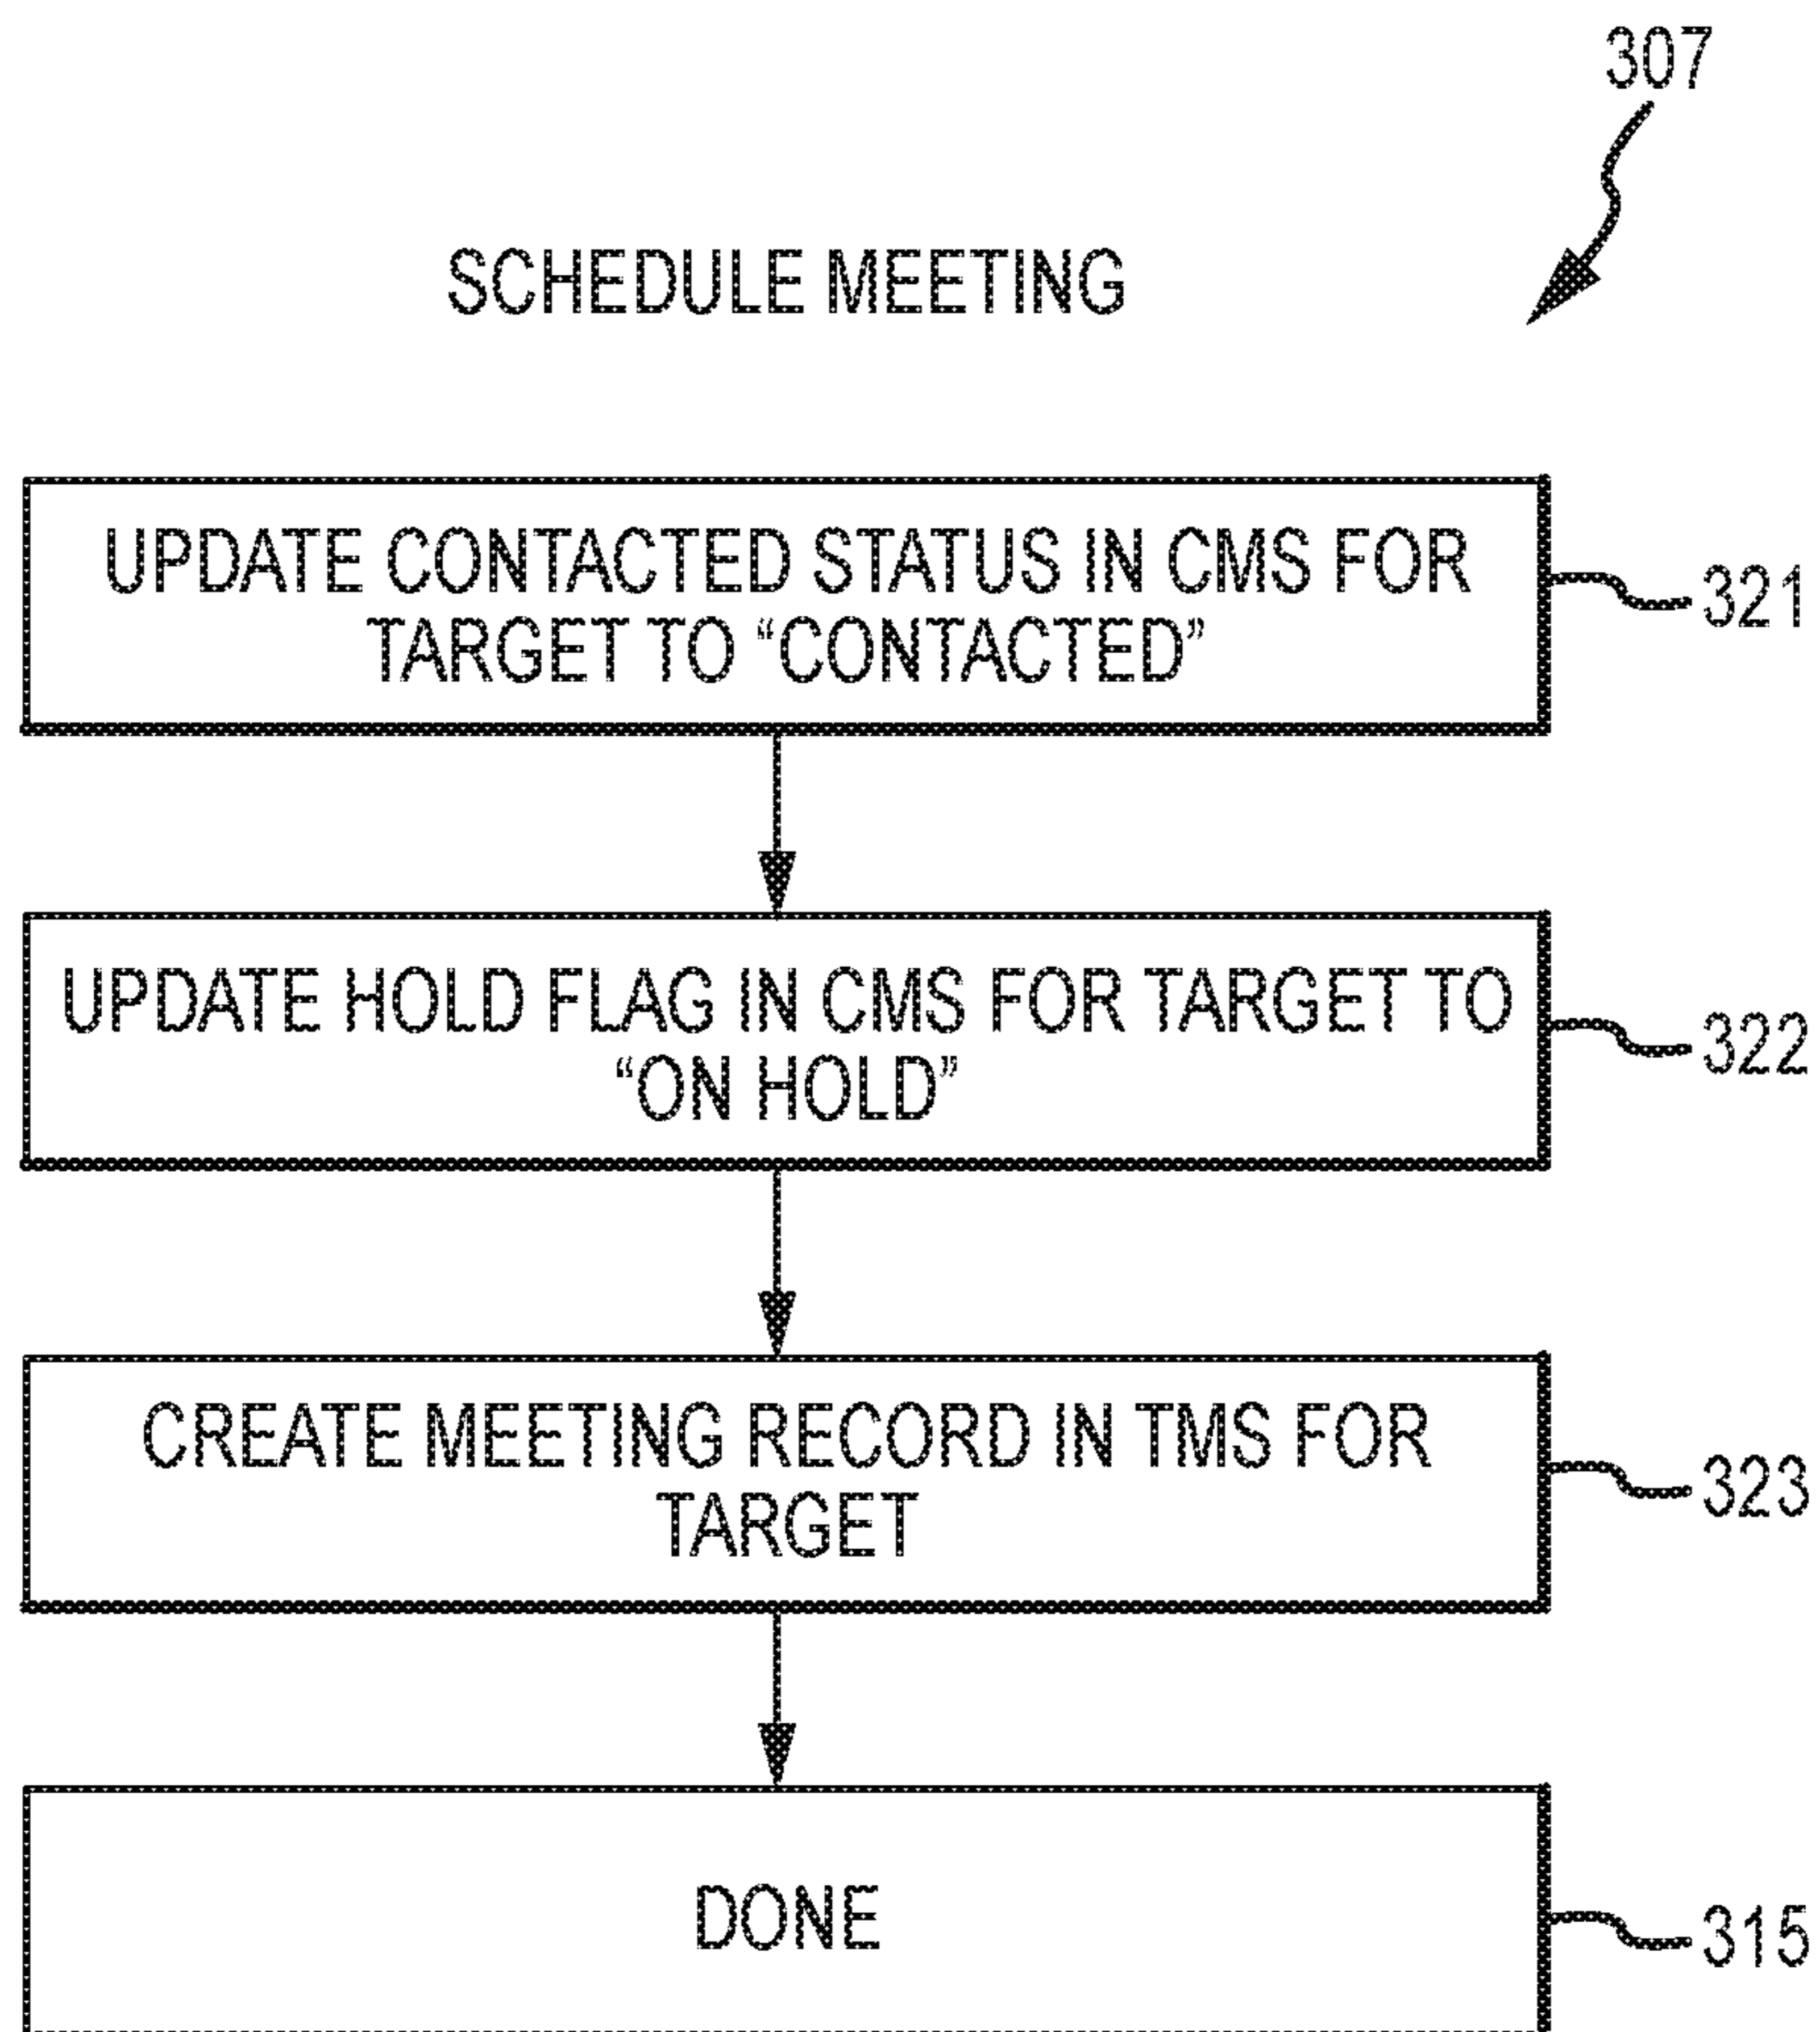 307
SCHEDULE MEETING
UPDATE CONTACTED STATUS IN CMS FOR
TARGET TO “CONTACTED”
321
UPDATE HOLD FLAG IN CMS FOR TARGET TO
“ON HOLD”
322
CREATE MEETING RECORD IN TMS FOR
TARGET
323
DONE
315